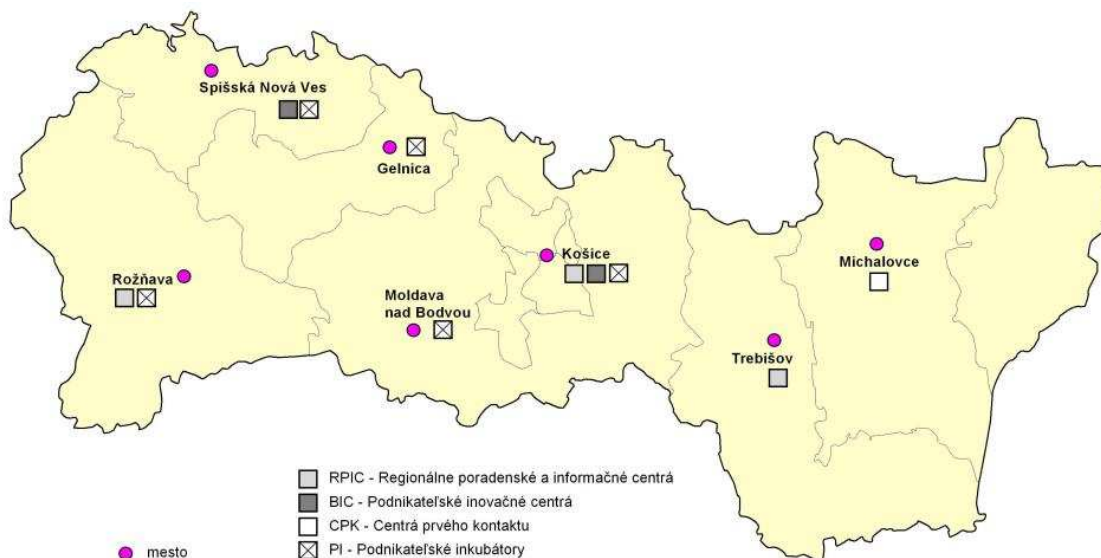 Spišská Nová Ves
Gelnica
Košice
Michalovce
Rožňava
Moldava
nad Bodvou
Trebišov
RPIC - Regionálne poradenské a informačné centrá
BIC - Podnikateľské inovačné centrá
CPK - Centrá prvého kontaktu
PI - Podnikateľské inkubátory
mesto